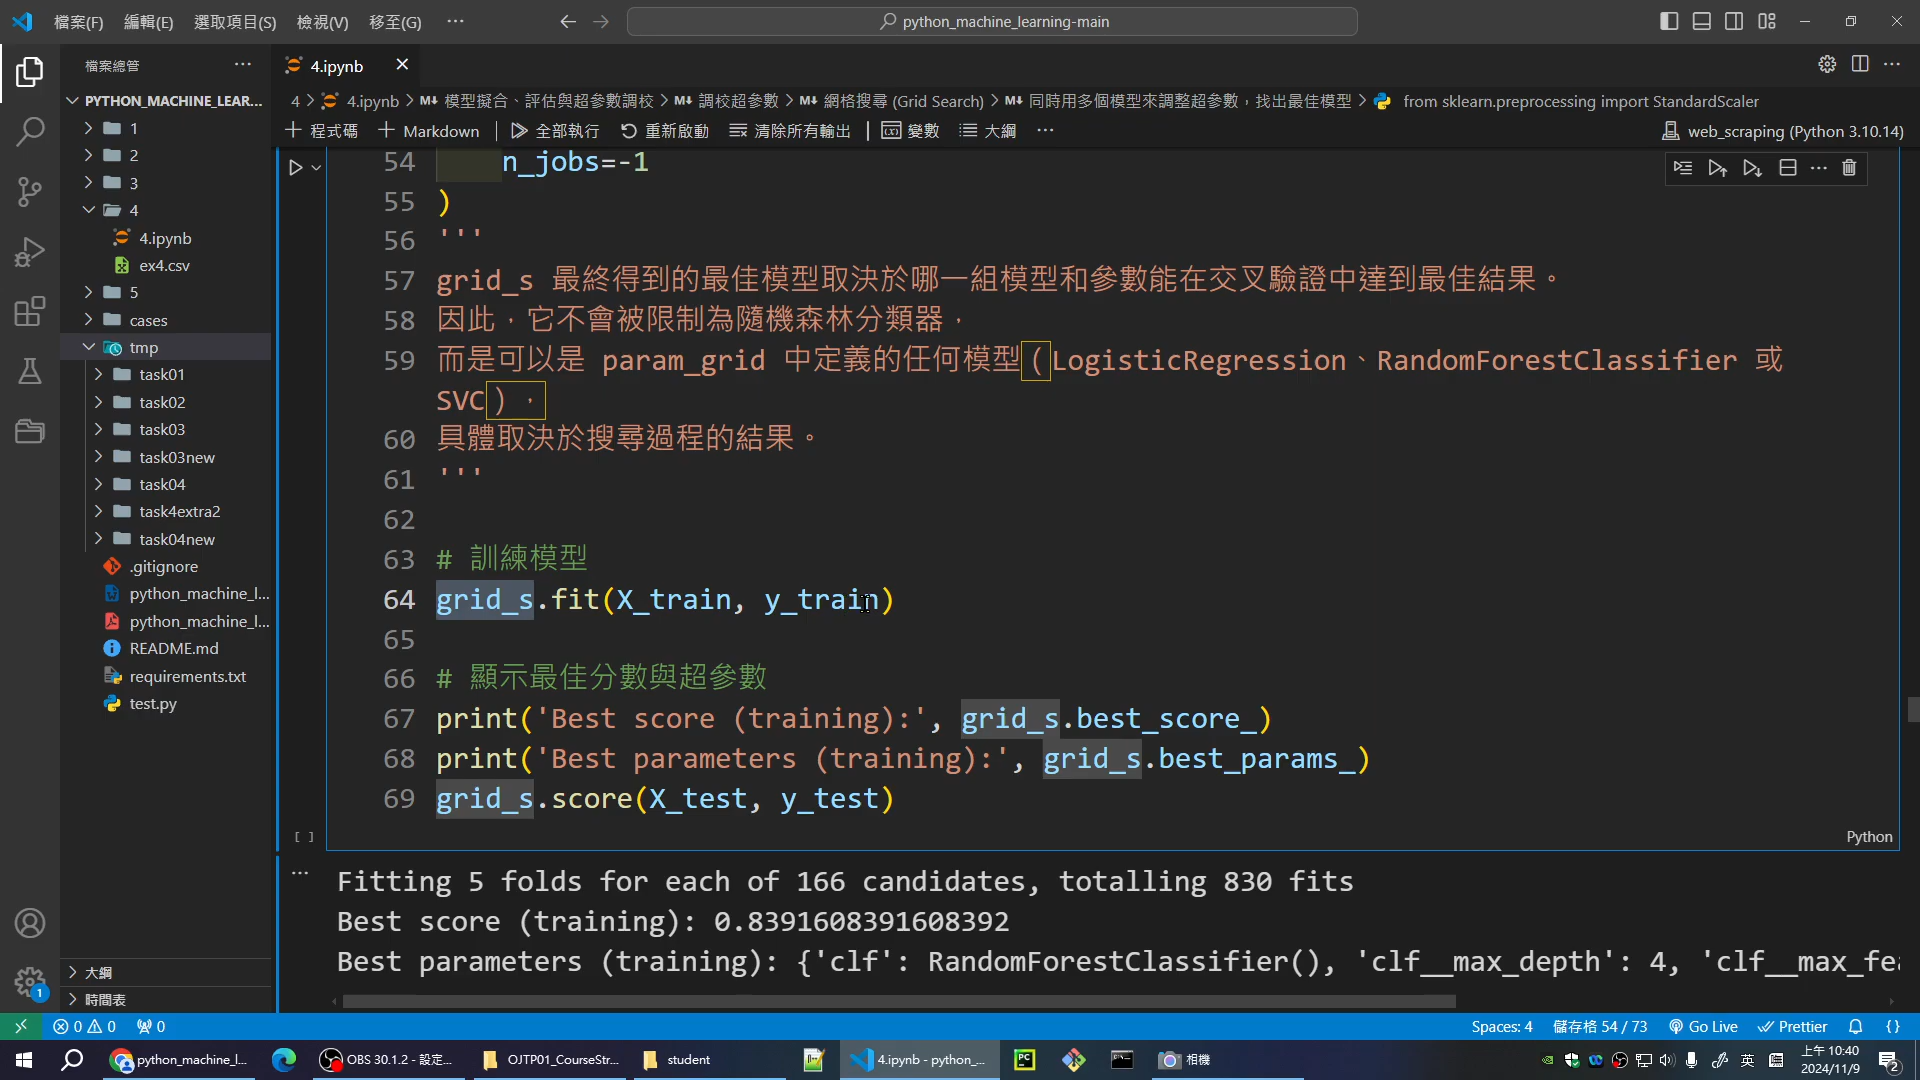 檔案(F) 編輯(E) 選取項目(S) 檢視(V) 移至(G) ··· python_machine_learning-main
檔案總管 ···
4.ipynb
PYTHON_MACHINE_LEAR...
1
2
3
4
4.ipynb
ex4.csv
5
cases
tmp
task01
task02
task03
task03new
task04
task4extra2
task04new
.gitignore
python_machine_l...
python_machine_l...
README.md
requirements.txt
test.py
大綱
時間表
4 > 4.ipynb > 模型擬合、評估與超參數調校 > 調校超參數 > 網格搜尋 (Grid Search) > 同時用多個模型來調整超參數，找出最佳模型 > from sklearn.preprocessing import StandardScaler
程式碼 Markdown 全部執行 重新啟動 清除所有輸出 變數 大綱 ··· web_scraping (Python 3.10.14)
54 n_jobs=-1
55 )
56 '''
57 grid_s 最終得到的最佳模型取決於哪一組模型和參數能在交叉驗證中達到最佳結果。
58 因此，它不會被限制為隨機森林分類器，
59 而是可以是 param_grid 中定義的任何模型（LogisticRegression、RandomForestClassifier 或
SVC），
60 具體取決於搜尋過程的結果。
61 '''
62
63 # 訓練模型
64 grid_s.fit(X_train, y_train)
65
66 # 顯示最佳分數與超參數
67 print('Best score (training):', grid_s.best_score_)
68 print('Best parameters (training):', grid_s.best_params_)
69 grid_s.score(X_test, y_test)
[ ] Python
Fitting 5 folds for each of 166 candidates, totalling 830 fits
Best score (training): 0.8391608391608392
Best parameters (training): {'clf': RandomForestClassifier(), 'clf__max_depth': 4, 'clf__max_fea
1
0 0 0 Spaces: 4 儲存格 54 / 73 Go Live Prettier { }
python_machine_l... OBS 30.1.2 - 設定... OJTP01_CourseStr... student 4.ipynb - python_... PC 相機 英 上午 10:40
2024/11/9 2